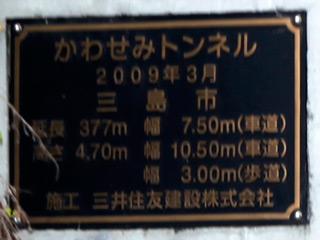 かわせみトンネル
2009年3月
三島市
延長 377m 幅 7.50m(車道)
高さ 4.70m 幅 10.50m(車道)
幅 3.00m(歩道)
施工 三井住友建設株式会社